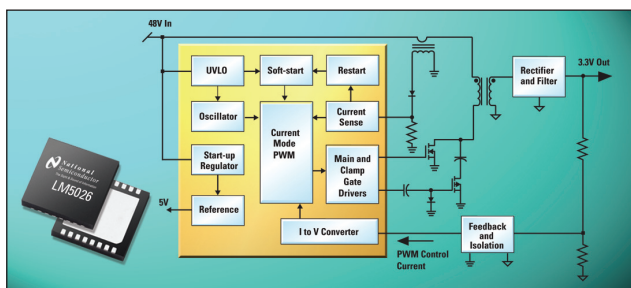 48V In
UVLO
Soft-start
Restart
Rectifier
and Filter
3.3V Out
Oscillator
Current
Sense
Current
Mode
PWM
Start-up
Regulator
Main and
Clamp
Gate
Drivers
5V
Reference
I to V Converter
PWM Control
Current
Feedback
and
Isolation
National
Semiconductor
LM5026